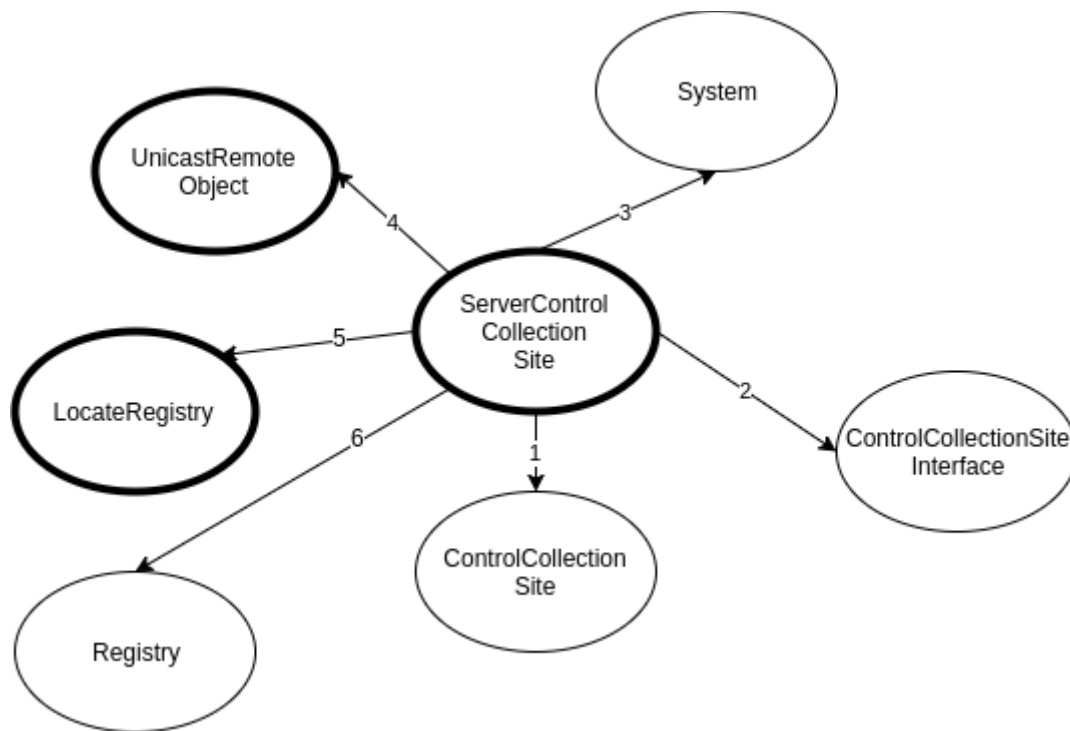 System
UnicastRemote
Object
3
4
ServerControl
Collection
Site
5
LocateRegistry
2
6
ControlCollectionSite
Interface
1
ControlCollection
Site
Registry